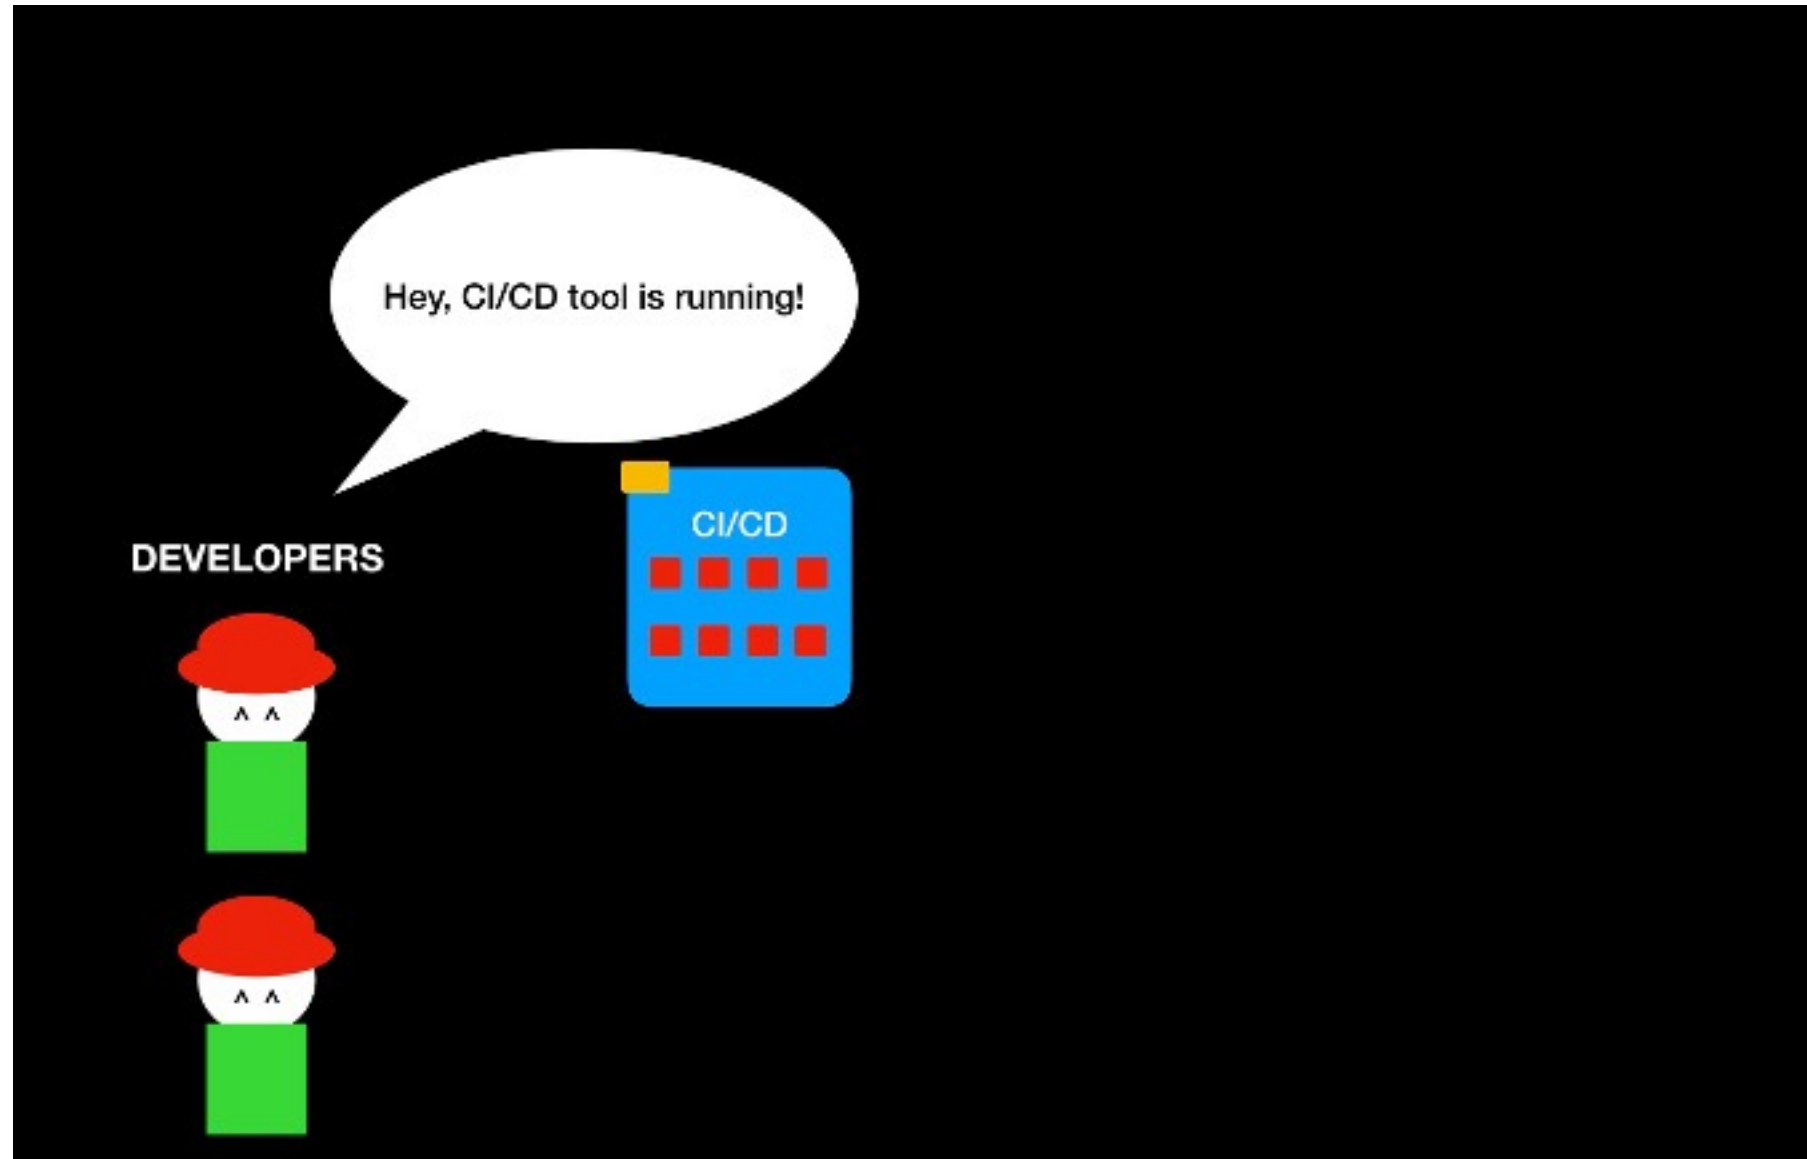 Hey, CI/CD tool is running!
CI/CD
DEVELOPERS
^ ^
^ ^